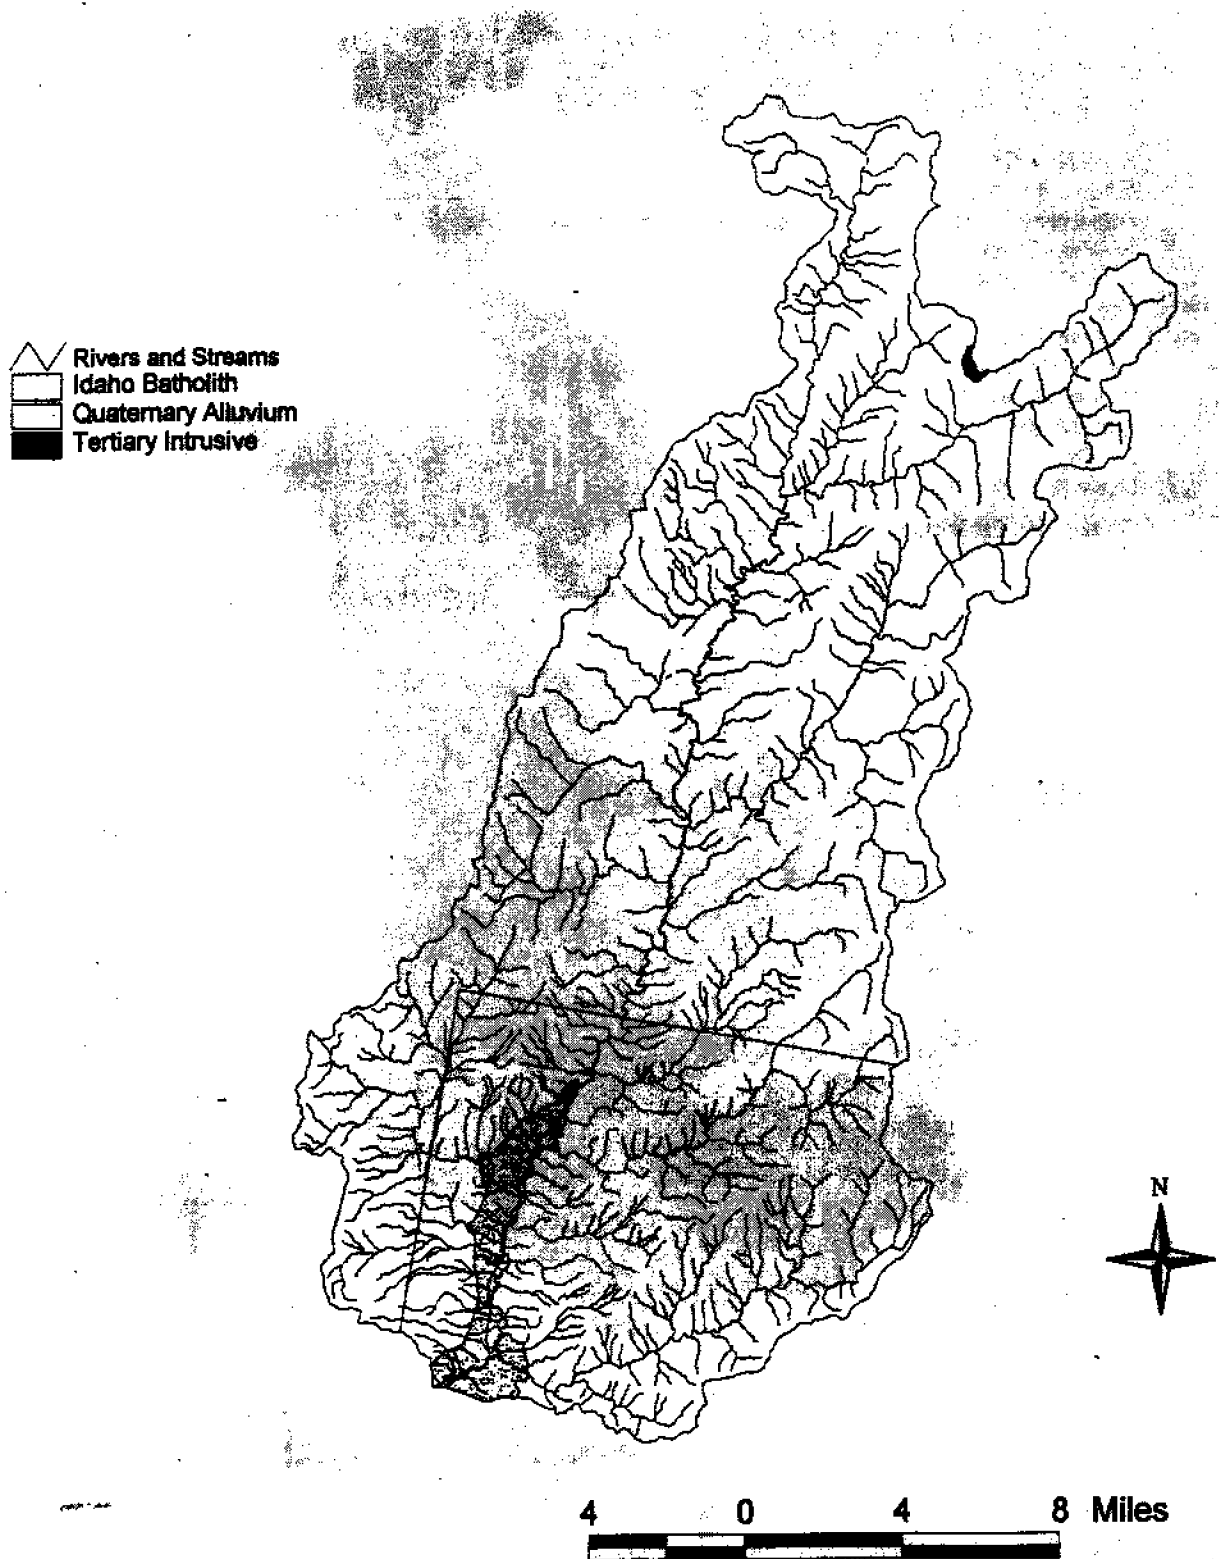 Rivers and Streams
Idaho Batholith
Quaternary Alluvium
Tertiary Intrusive
N
4 0 4 8 Miles